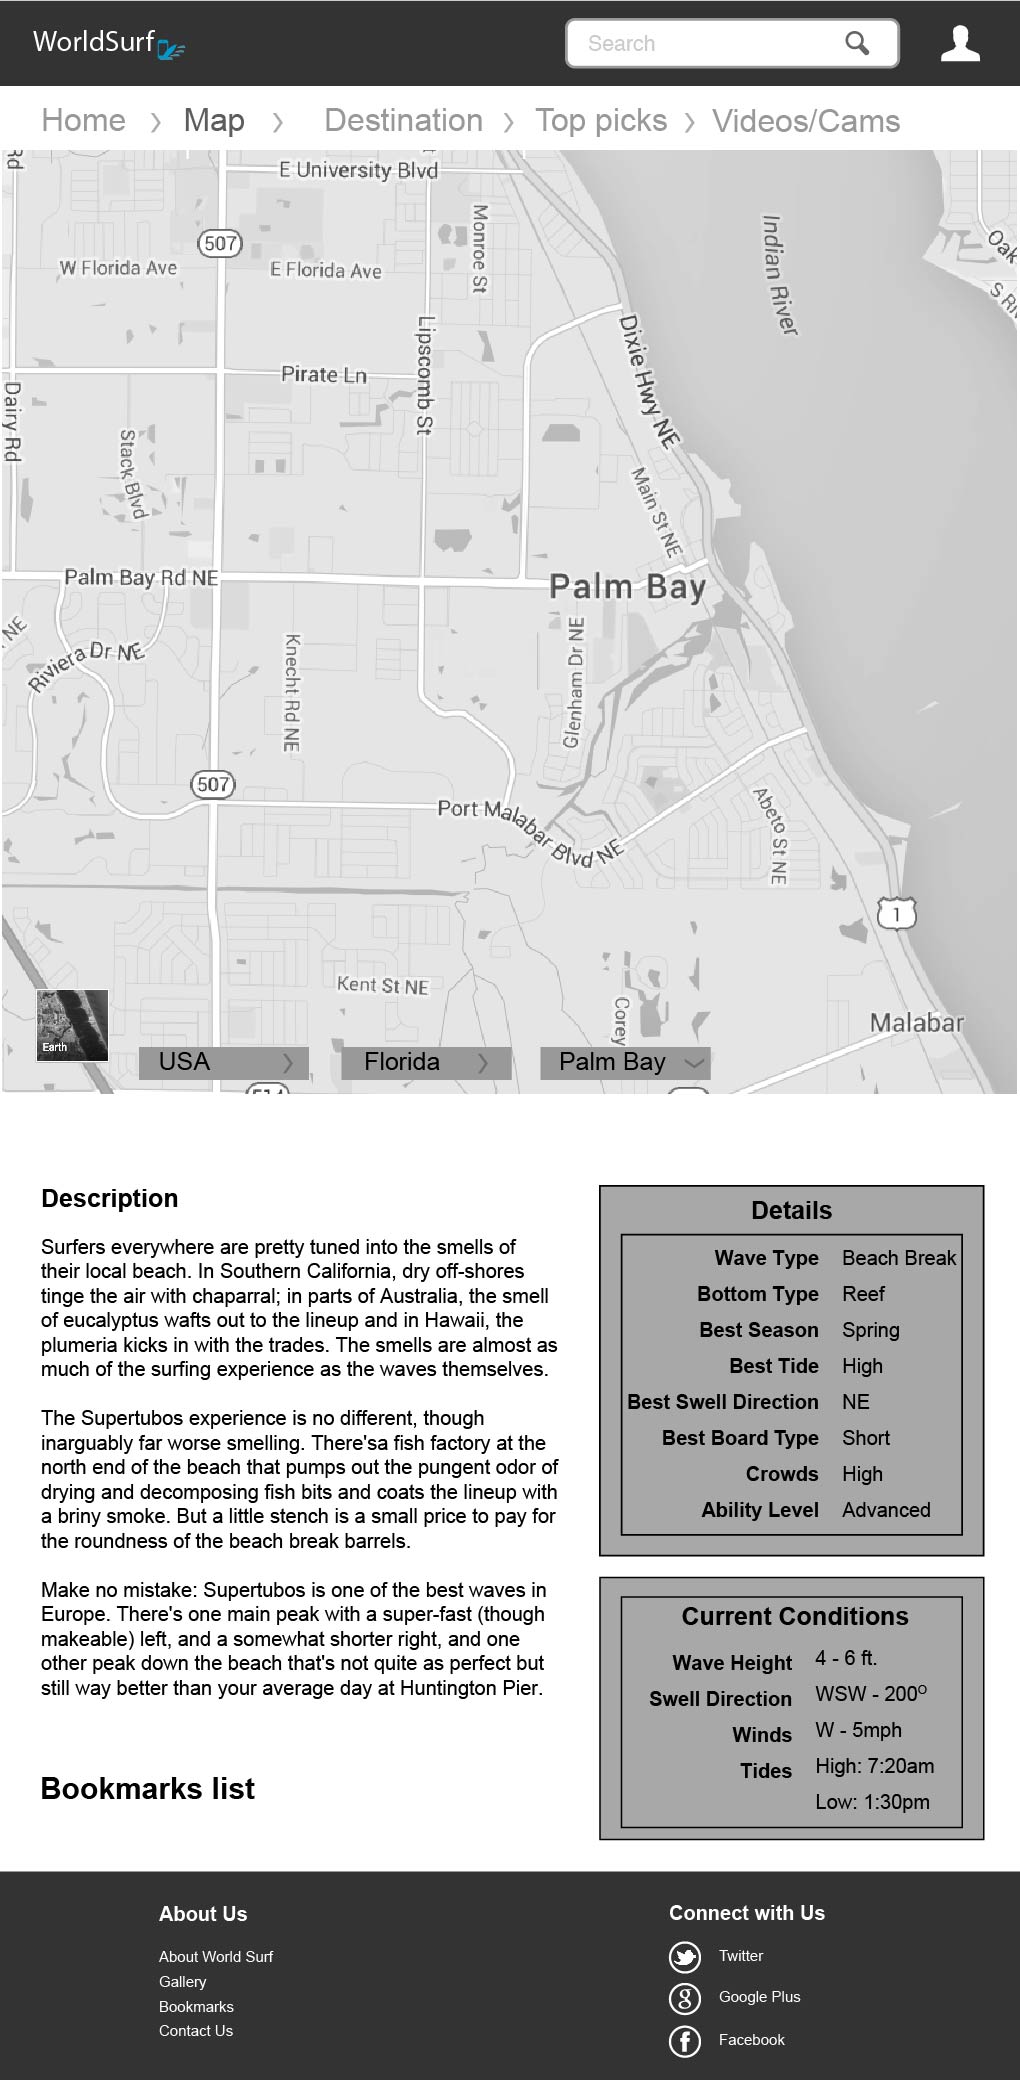 WorldSurf
Search
Home > Map > Destination > Top picks > Videos/Cams
Rd
E University Blvd
507
W Florida Ave
E Florida Ave
Monroe St
Indian River
Oak
S Riv
Dixie Hwy NE
Lipscomb St
Pirate Ln
Dairy Rd
Stack Blvd
Main St NE
Palm Bay Rd NE
Palm Bay
NE
Riviera Dr NE
Knecht Rd NE
Glenham Dr NE
507
Port Malabar Blvd NE
Abeto St NE
1
Kent St NE
Corey
Malabar
Earth
USA >
Florida >
Palm Bay
514
Description
Surfers everywhere are pretty tuned into the smells of
their local beach. In Southern California, dry off-shores
tinge the air with chaparral; in parts of Australia, the smell
of eucalyptus wafts out to the lineup and in Hawaii, the
plumeria kicks in with the trades. The smells are almost as
much of the surfing experience as the waves themselves.
The Supertubos experience is no different, though
inarguably far worse smelling. There'sa fish factory at the
north end of the beach that pumps out the pungent odor of
drying and decomposing fish bits and coats the lineup with
a briny smoke. But a little stench is a small price to pay for
the roundness of the beach break barrels.
Make no mistake: Supertubos is one of the best waves in
Europe. There's one main peak with a super-fast (though
makeable) left, and a somewhat shorter right, and one
other peak down the beach that's not quite as perfect but
still way better than your average day at Huntington Pier.
Bookmarks list
Details
Wave Type Beach Break
Bottom Type Reef
Best Season Spring
Best Tide High
Best Swell Direction NE
Best Board Type Short
Crowds High
Ability Level Advanced
Current Conditions
Wave Height 4 - 6 ft.
Swell Direction WSW - 200º
Winds W - 5mph
Tides High: 7:20am
Low: 1:30pm
About Us
About World Surf
Gallery
Bookmarks
Contact Us
Connect with Us
Twitter
Google Plus
Facebook